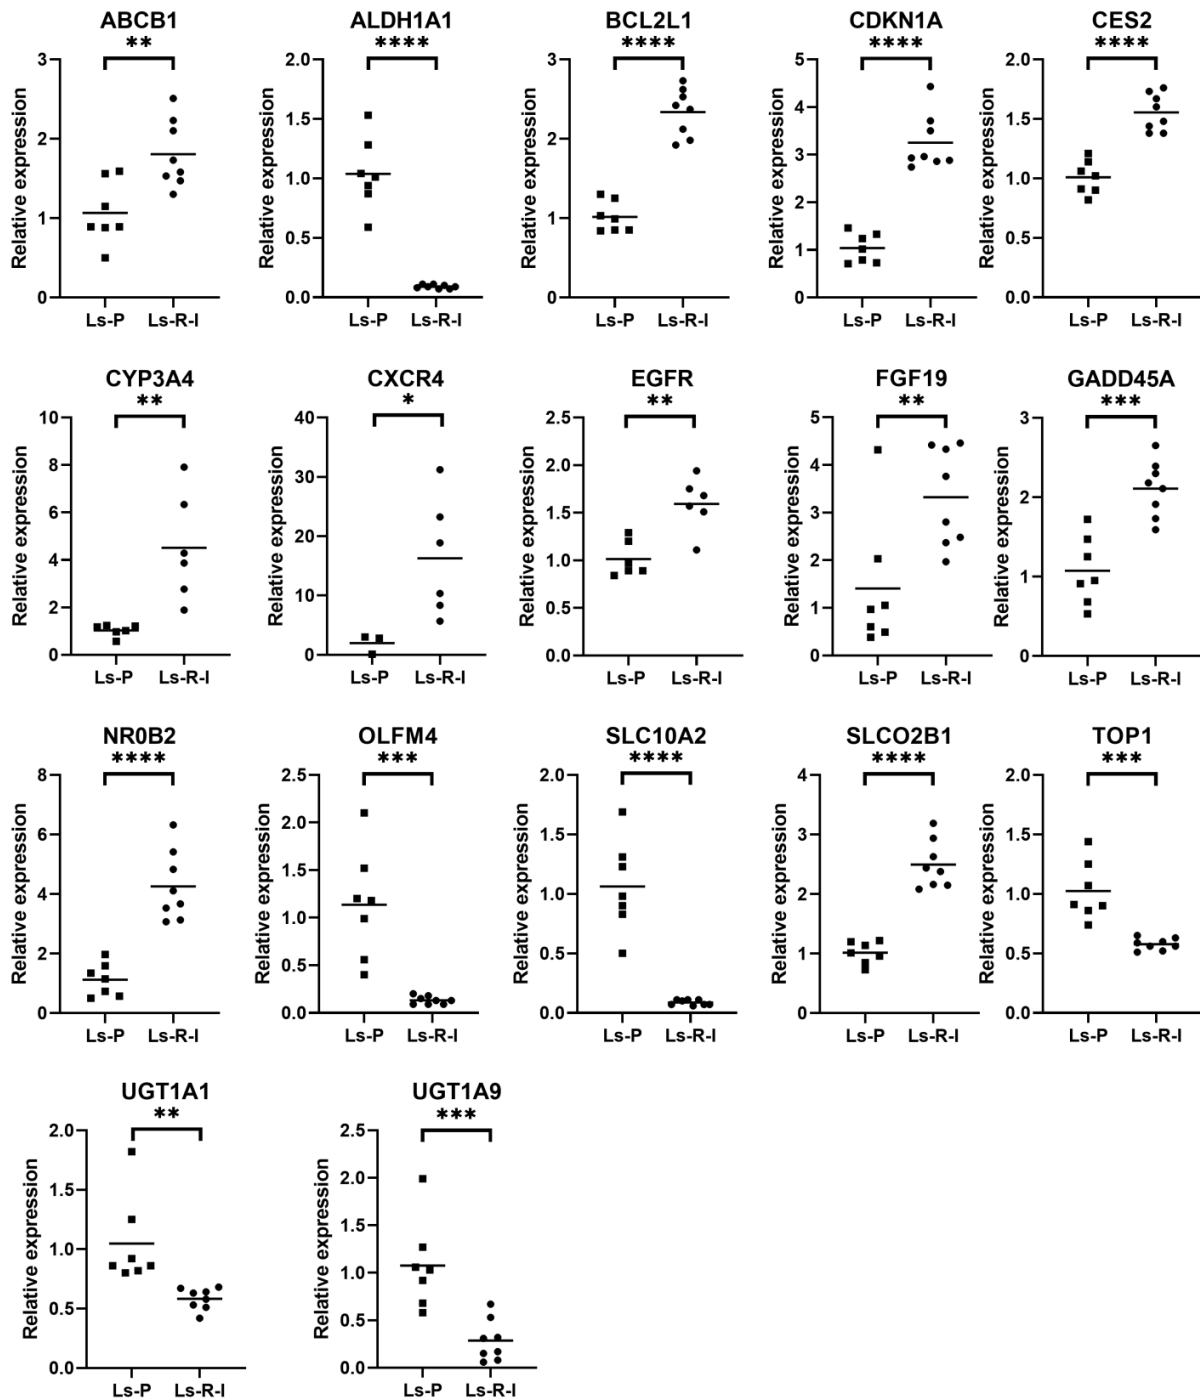 ABCB1 ALDH1A1 BCL2L1 CDKN1A CES2
** **** **** **** ****
Relative expression Relative expression Relative expression Relative expression Relative expression
3 2.0 3 5 2.0
4
1.5 1.5
2 2 3
1.0 1.0
2
1 1
0.5 0.5
1
0 0.0 0 0 0.0
Ls-P Ls-R-I Ls-P Ls-R-I Ls-P Ls-R-I Ls-P Ls-R-I Ls-P Ls-R-I
CYP3A4 CXCR4 EGFR FGF19 GADD45A
** * ** ** ***
Relative expression Relative expression Relative expression Relative expression Relative expression
10 40 2.5 5 3
8 2.0 4
30
6 1.5 3 2
20
4 1.0 2
1
10
2 0.5 1
0 0 0.0 0 0
Ls-P Ls-R-I Ls-P Ls-R-I Ls-P Ls-R-I Ls-P Ls-R-I Ls-P Ls-R-I
NR0B2 OLFM4 SLC10A2 SLCO2B1 TOP1
**** *** **** **** ***
Relative expression Relative expression Relative expression Relative expression Relative expression
8 2.5 2.0 4 2.0
2.0
6 1.5 3 1.5
1.5
4 1.0 2 1.0
1.0
2 0.5 1 0.5
0.5
0 0.0 0.0 0 0.0
Ls-P Ls-R-I Ls-P Ls-R-I Ls-P Ls-R-I Ls-P Ls-R-I Ls-P Ls-R-I
UGT1A1 UGT1A9
** ***
Relative expression Relative expression
2.0 2.5
2.0
1.5
1.5
1.0
1.0
0.5
0.5
0.0 0.0
Ls-P Ls-R-I Ls-P Ls-R-I